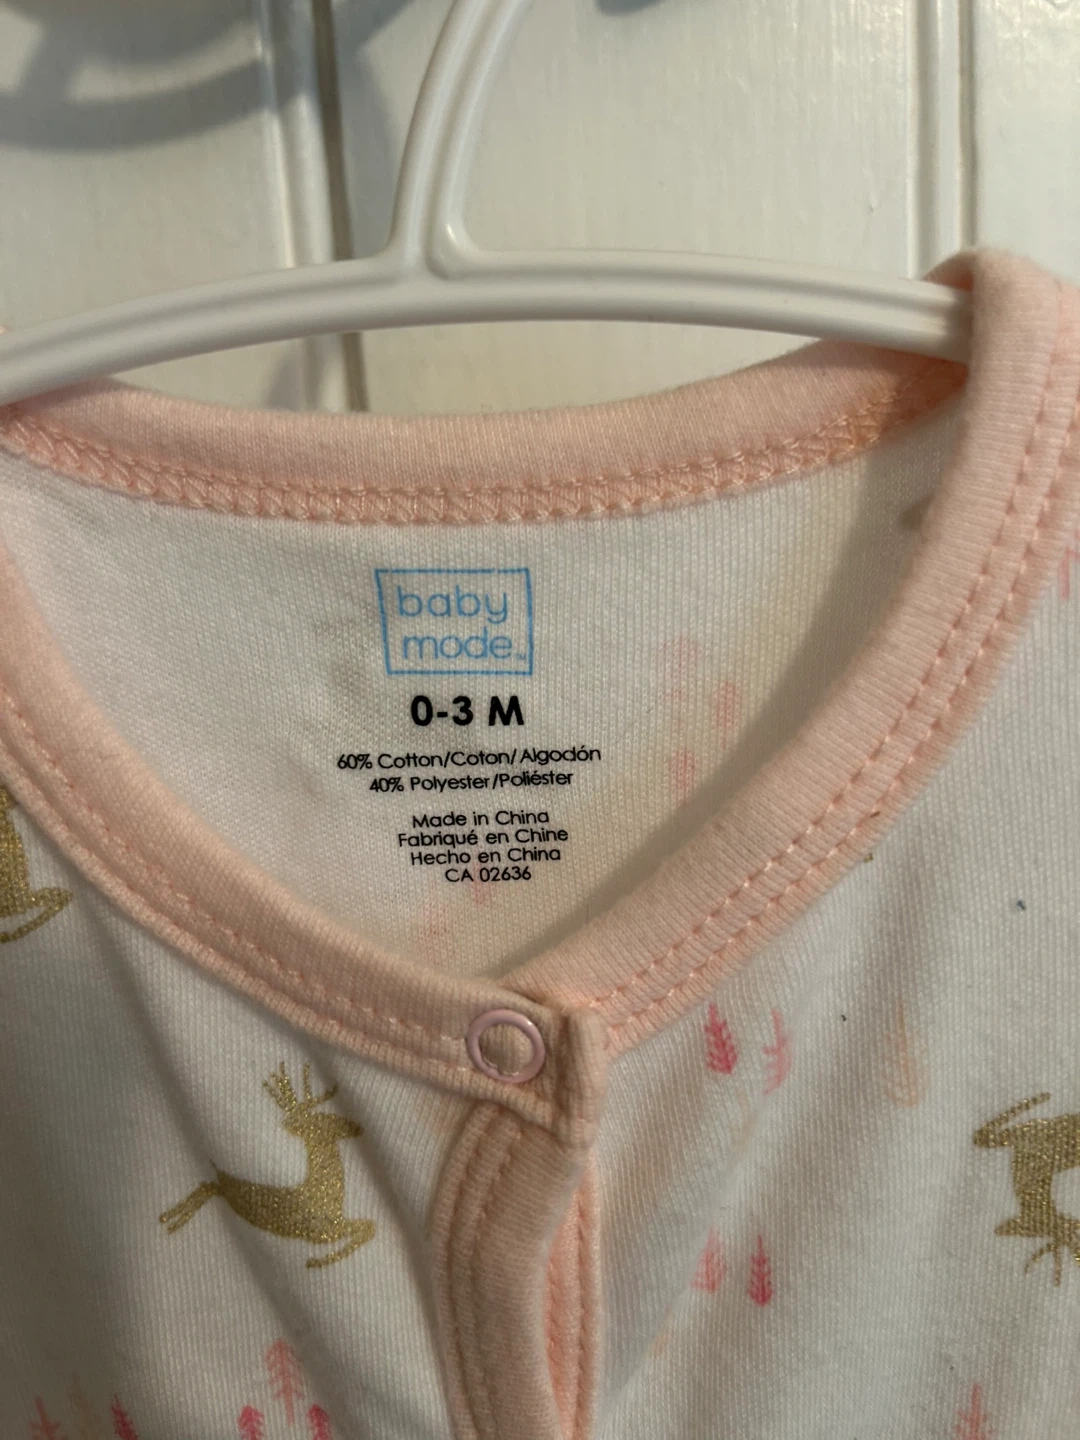 baby
mode™
0-3 M
60% Cotton/Coton/Algodón
40% Polyester/Poliéster
Made in China
Fabriqué en Chine
Hecho en China
CA 02636